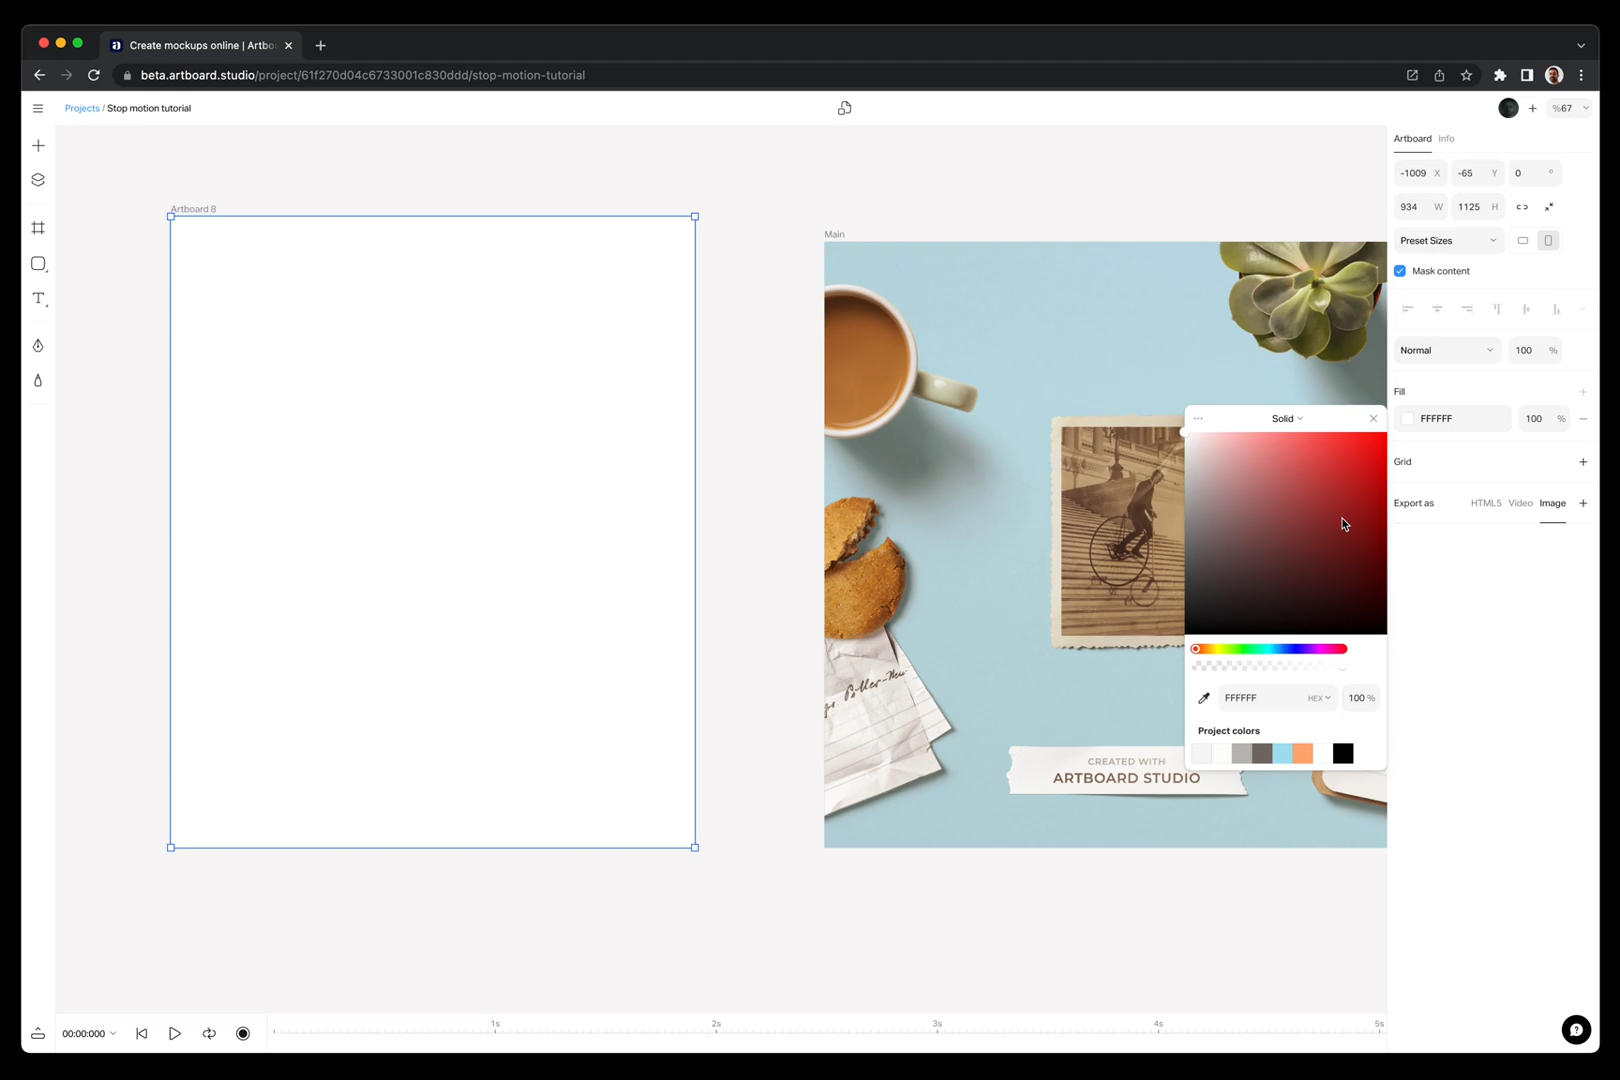 Create mockups online | Artbo
beta.artboard.studio/project/61f270d04c6733001c830ddd/stop-motion-tutorial
Projects / Stop motion tutorial
%67
Artboard Info
-1009 X -65 Y 0 °
934 W 1125 H
Preset Sizes
Mask content
Normal 100 %
Fill
FFFFFF 100 %
Grid
Export as HTML5 Video Image
Artboard 8
Main
T
Solid
FFFFFF HEX 100 %
Project colors
CREATED WITH
ARTBOARD STUDIO
00:00:000
1s 2s 3s 4s 5s